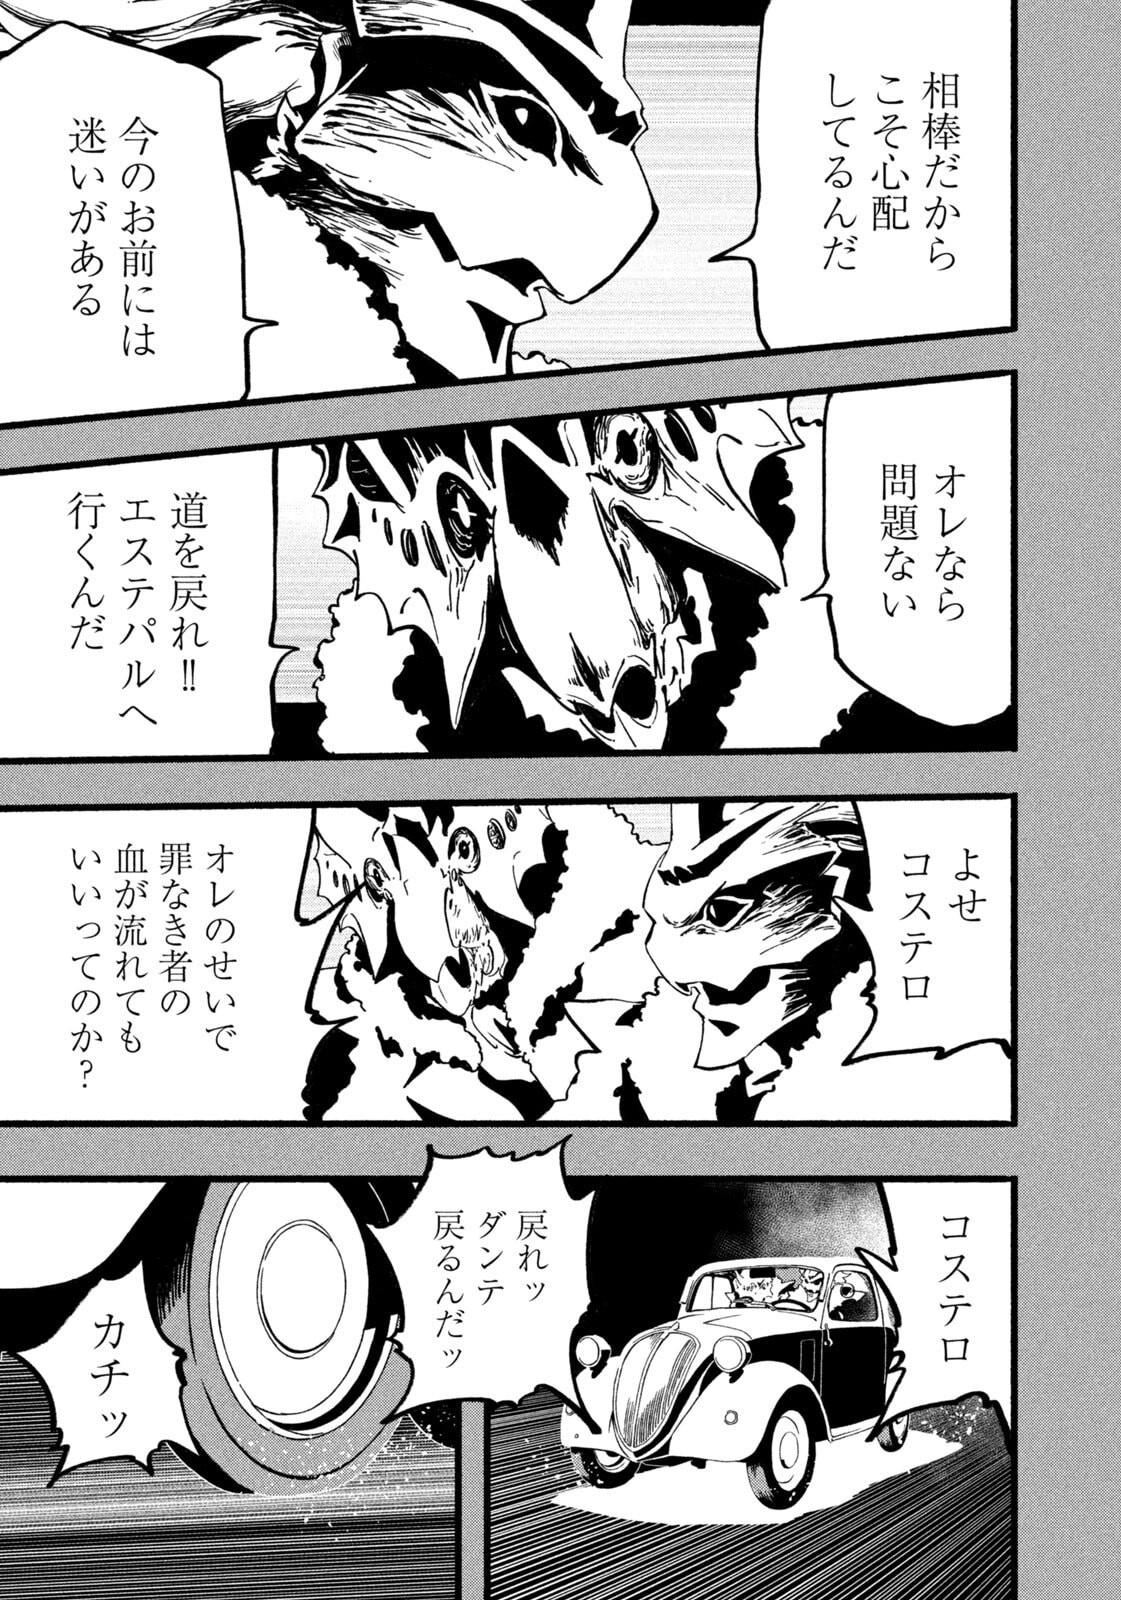 相棒だから
こそ心配
してるんだ
今のお前には
迷いがある
オレなら
問題ない
道を戻れ!!
エステパルへ
行くんだ
よせ
コステロ
オレのせいで
罪なき者の
血が流れても
いいってのか?
コステロ
戻れッ
ダンテ
戻るんだッ
カチッ